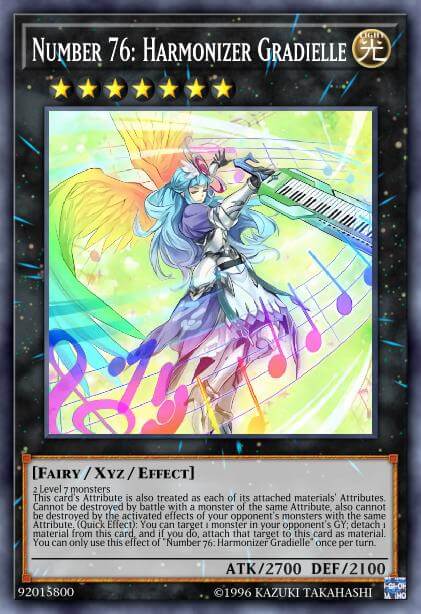 NUMBER 76: HARMONIZER GRADIELLE
LIGHT
光
[FAIRY / XYZ / EFFECT]
2 Level 7 monsters
This card's Attribute is also treated as each of its attached materials' Attributes.
Cannot be destroyed by battle with a monster of the same Attribute, also cannot
be destroyed by the activated effects of your opponent's monsters with the same
Attribute. (Quick Effect): You can target 1 monster in your opponent's GY; detach 1
material from this card, and if you do, attach that target to this card as material.
You can only use this effect of "Number 76: Harmonizer Gradielle" once per turn.
ATK/2700 DEF/2100
92015800
©1996 KAZUKI TAKAHASHI